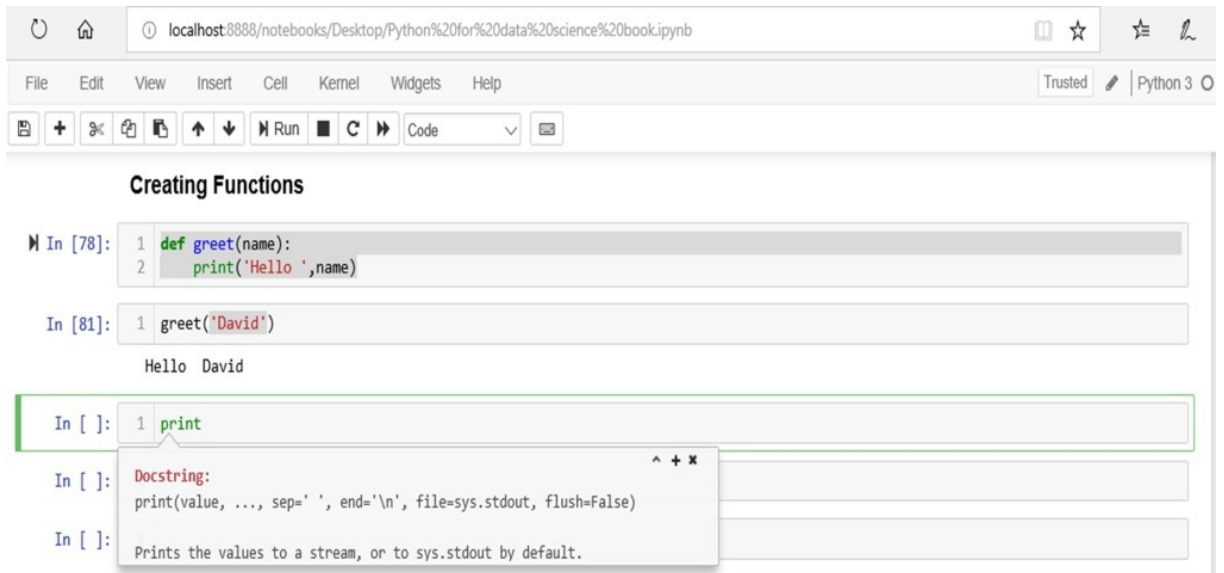 localhost:8888/notebooks/Desktop/Python%20for%20data%20science%20book.ipynb
File Edit View Insert Cell Kernel Widgets Help Trusted Python 3
Run Code
Creating Functions
In [78]: 1 def greet(name):
2 print('Hello ',name)
In [81]: 1 greet('David')
Hello  David
In [ ]: 1 print
Docstring:
In [ ]:
print(value, ..., sep=' ', end='\n', file=sys.stdout, flush=False)
In [ ]:
Prints the values to a stream, or to sys.stdout by default.